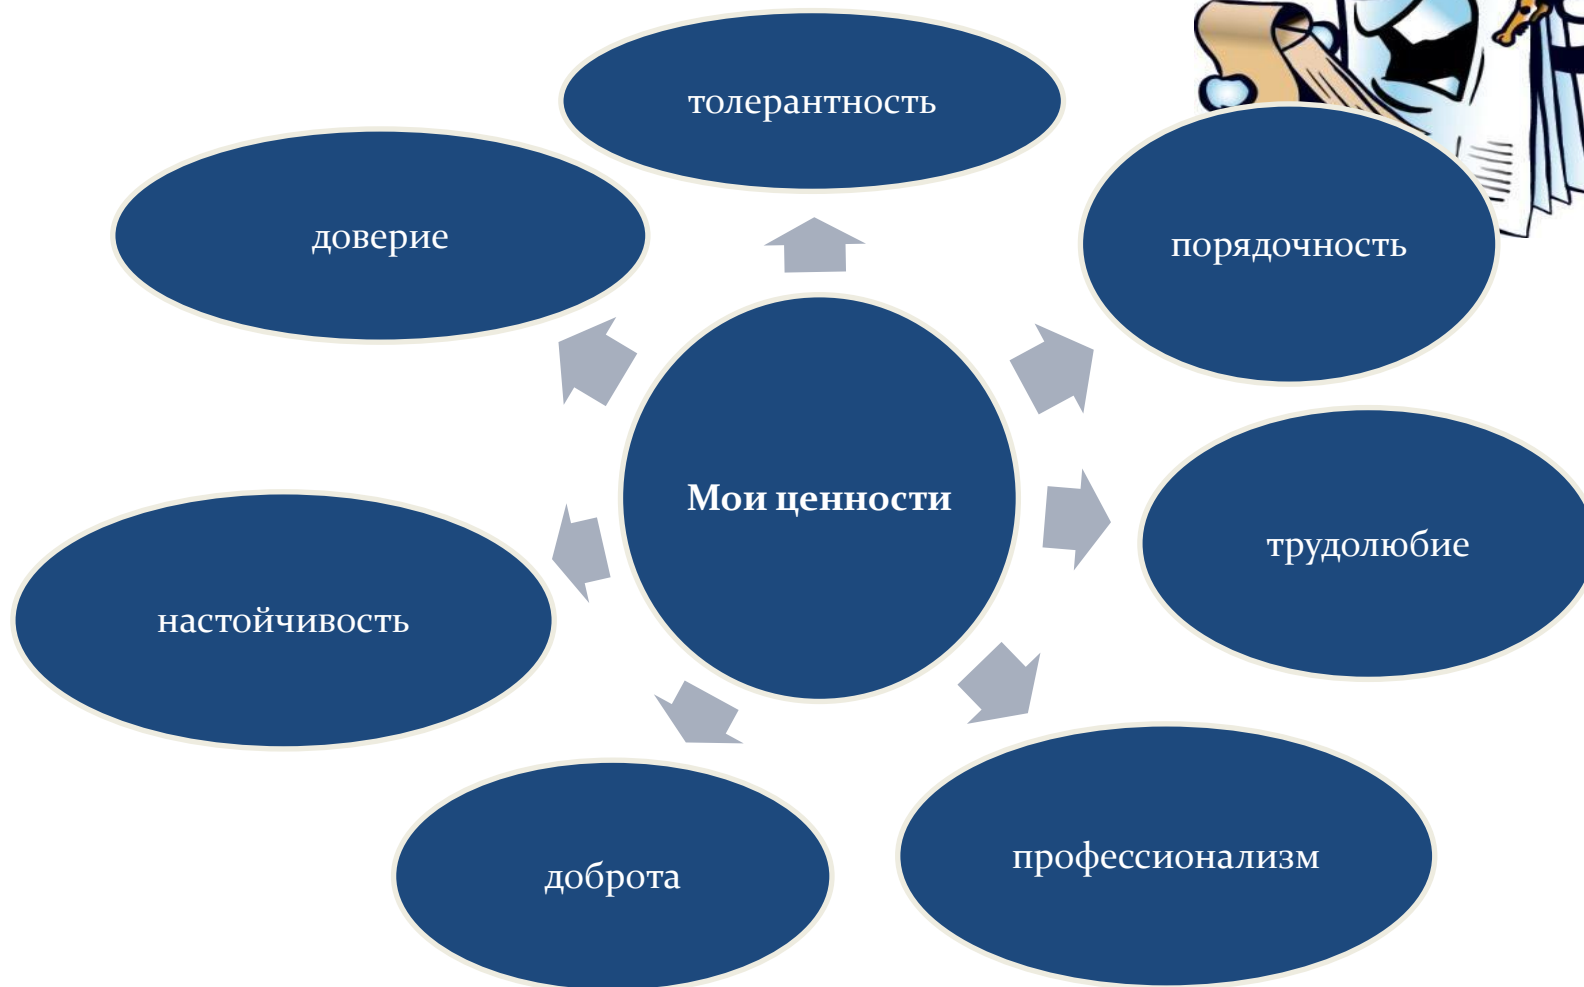 толерантность
доверие
порядочность
Мои ценности
трудолюбие
настойчивость
профессионализм
доброта